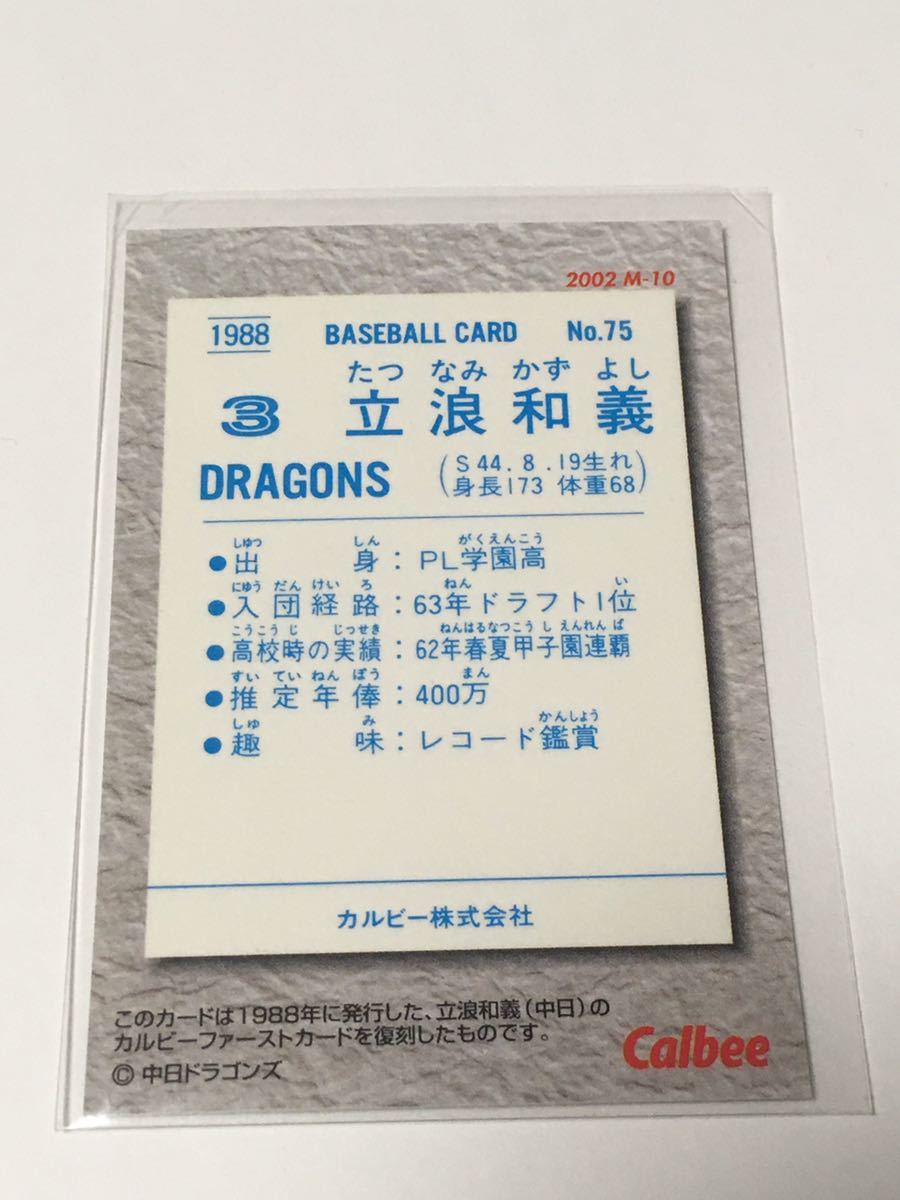 2002 M-10
1988 BASEBALL CARD No.75
たつ なみ かず よし
3 立浪和義
DRAGONS (S44.8.19生れ
身長173 体重68)
しゅつ しん がくえんこう
●出 身：PL学園高
にゅう だん けい ろ ねん い
●入団経路：63年ドラフト1位
こうこうじ じっせき ねんはるなつこうしえんれんぱ
●高校時の実績：62年春夏甲子園連覇
すい てい ねん ぽう まん
●推定年俸：400万
しゅ み かんしょう
●趣 味：レコード鑑賞
カルビー株式会社
このカードは1988年に発行した、立浪和義(中日)の
カルビーファーストカードを復刻したものです。
© 中日ドラゴンズ
Calbee